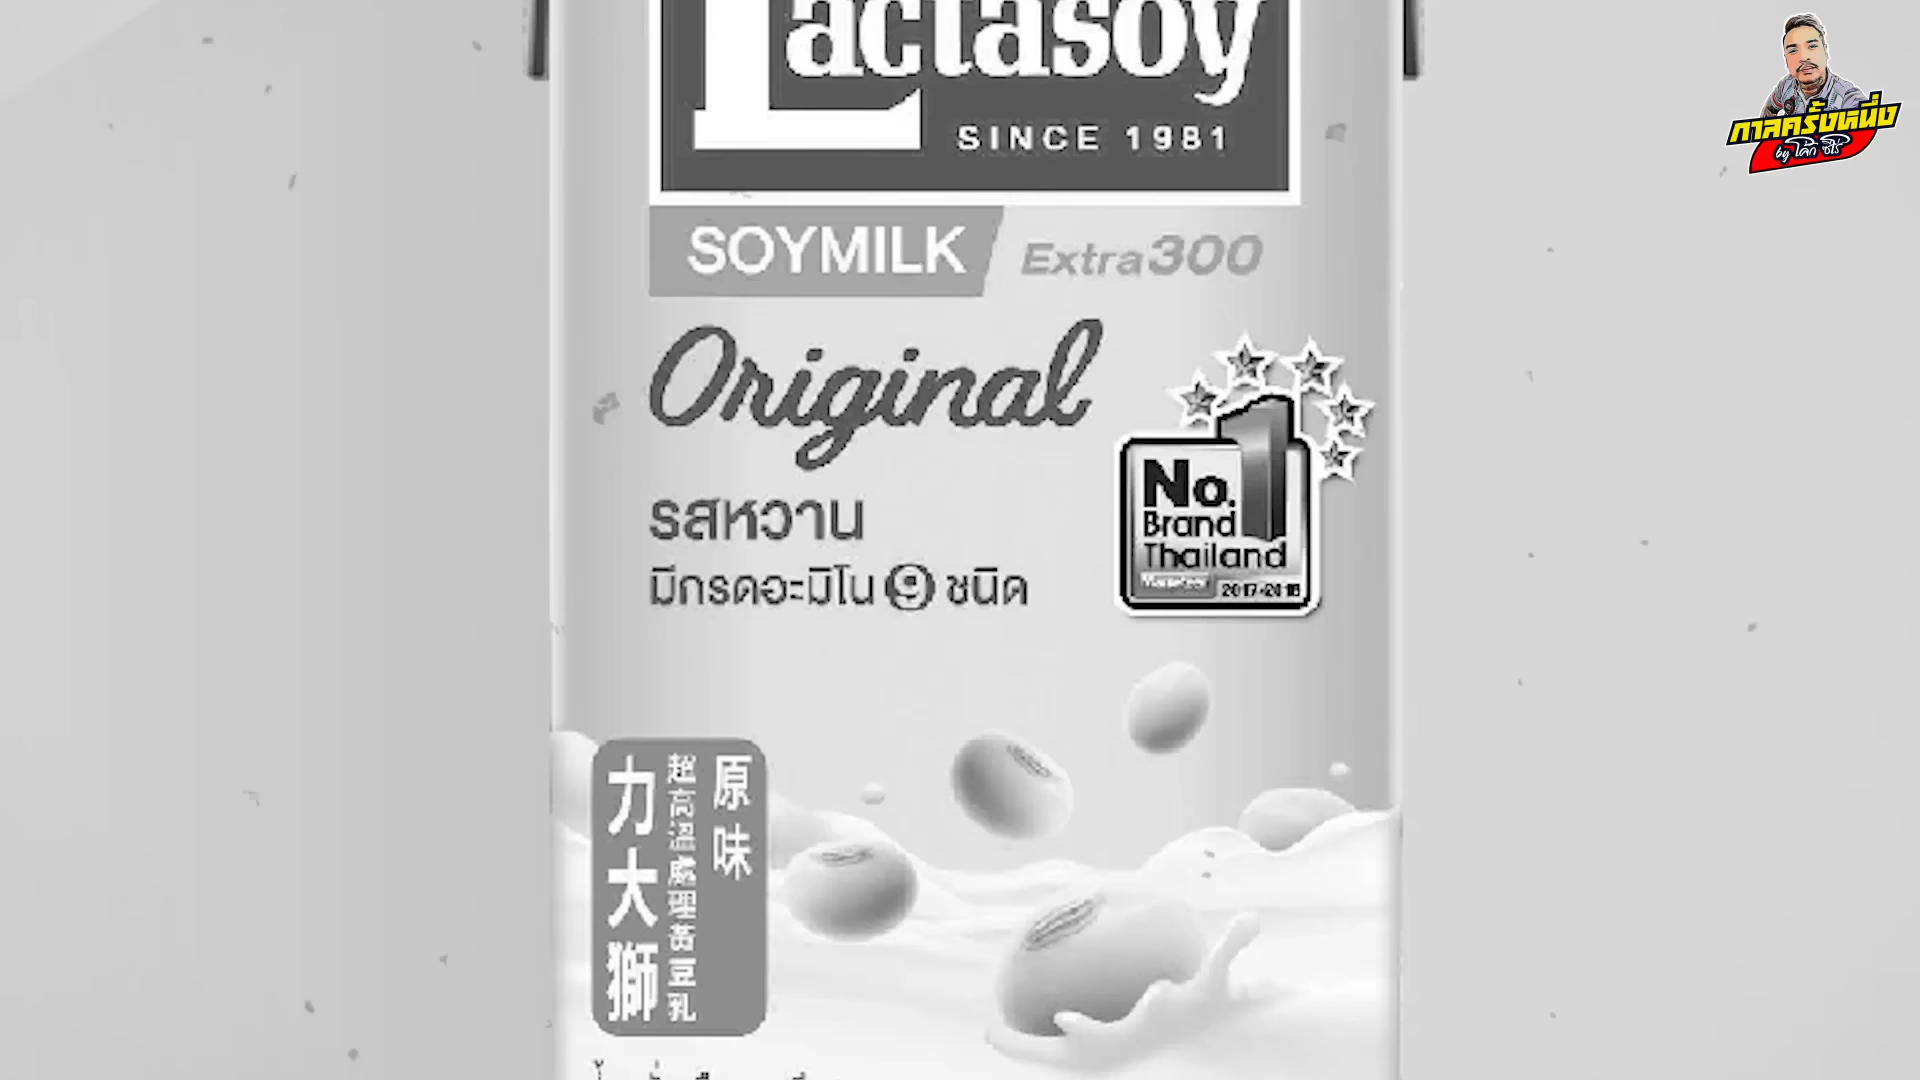 Lactasoy
SINCE 1981
SOYMILK
Extra300
Original
รสหวาน
มีกรดอะมิโน 9 ชนิด
No.1
Brand
Thailand
Marketeer
2017-2018
原味
超高溫處理黃豆乳
力大獅
กาลครั้งหนึ่ง
by โค้ก ซีโร่